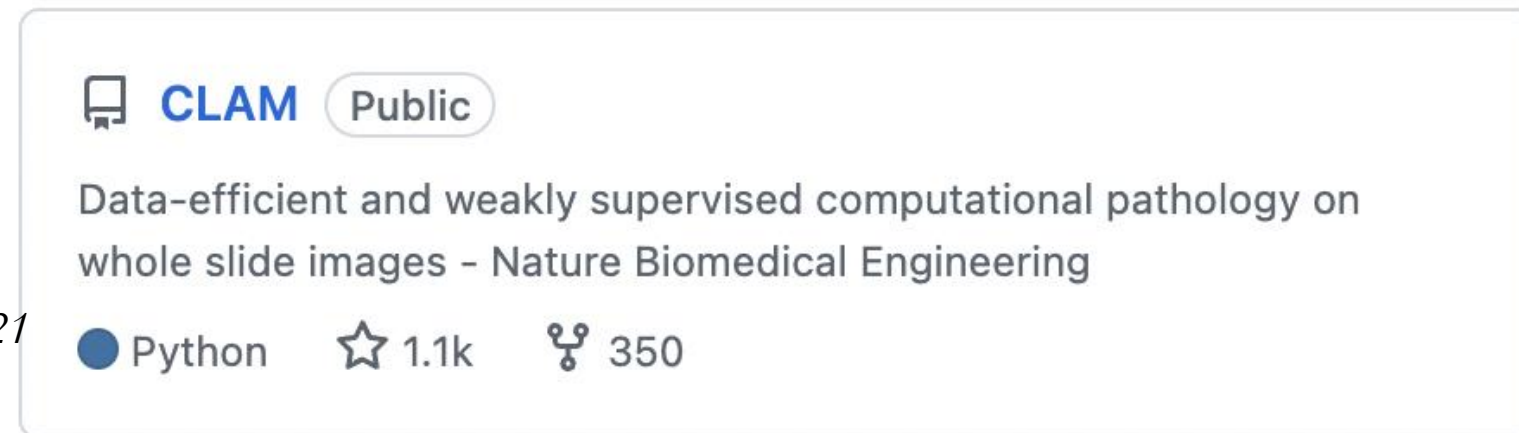 CLAM Public
Data-efficient and weakly supervised computational pathology on
whole slide images - Nature Biomedical Engineering
21
Python 1.1k 350